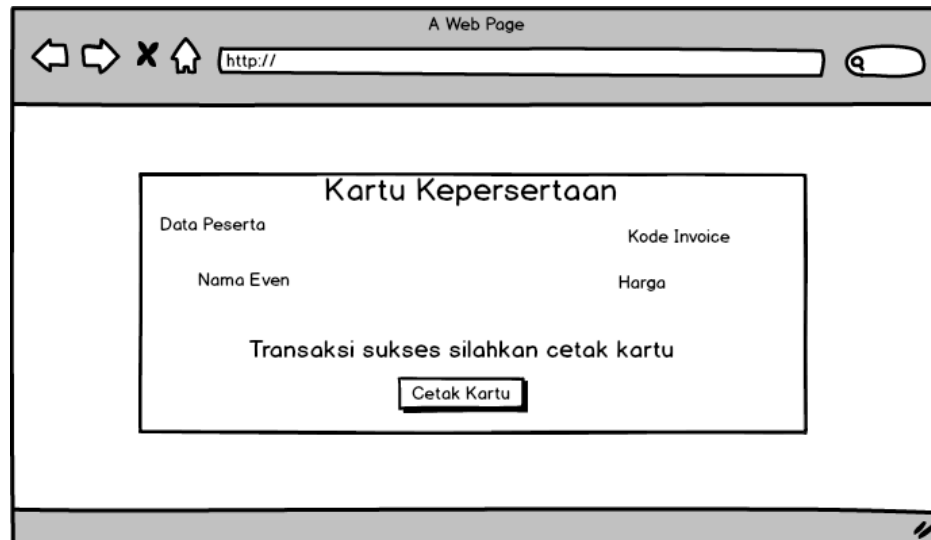 A Web Page
http://
Kartu Kepersertaan
Data Peserta
Kode Invoice
Nama Even
Harga
Transaksi sukses silahkan cetak kartu
Cetak Kartu